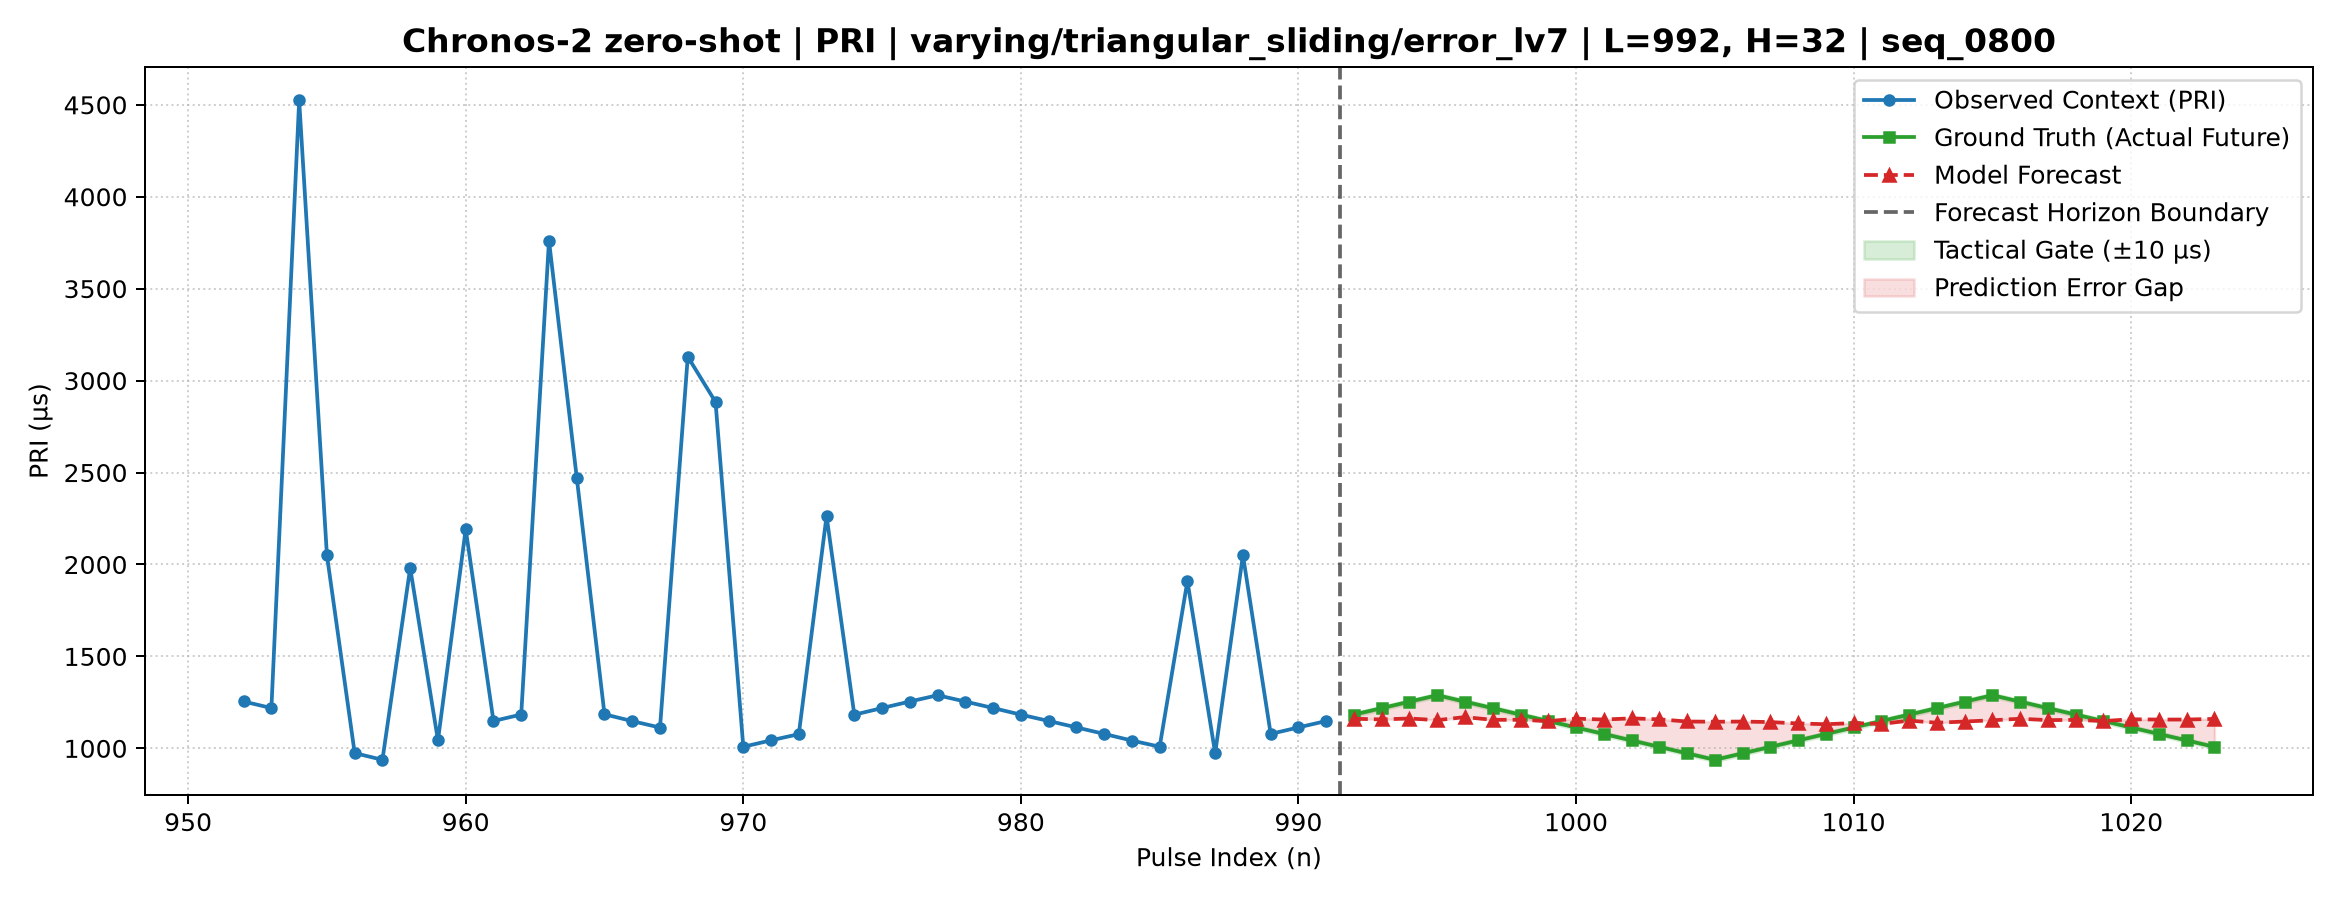 Chronos-2 zero-shot | PRI | varying/triangular_sliding/error_lv7 | L=992, H=32 | seq_0800
PRI (µs)
4500
4000
3500
3000
2500
2000
1500
1000
Observed Context (PRI)
Ground Truth (Actual Future)
Model Forecast
Forecast Horizon Boundary
Tactical Gate (±10 µs)
Prediction Error Gap
950 960 970 980 990 1000 1010 1020
Pulse Index (n)